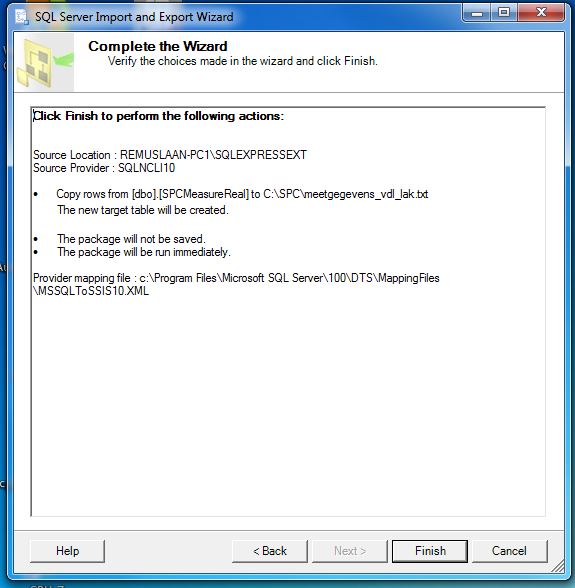 SQL Server Import and Export Wizard
Complete the Wizard
Verify the choices made in the wizard and click Finish.
Click Finish to perform the following actions:
Source Location : REMUSLAAN-PC1\SQLEXPRESSEXT
Source Provider : SQLNCLI10
• Copy rows from [dbo].[SPCMeasureReal] to C:\SPC\meetgegevens_vdl_lak.txt
The new target table will be created.
• The package will not be saved.
• The package will be run immediately.
Provider mapping file : c:\Program Files\Microsoft SQL Server\100\DTS\MappingFiles
\MSSQLToSSIS10.XML
Help
< Back
Next >
Finish
Cancel